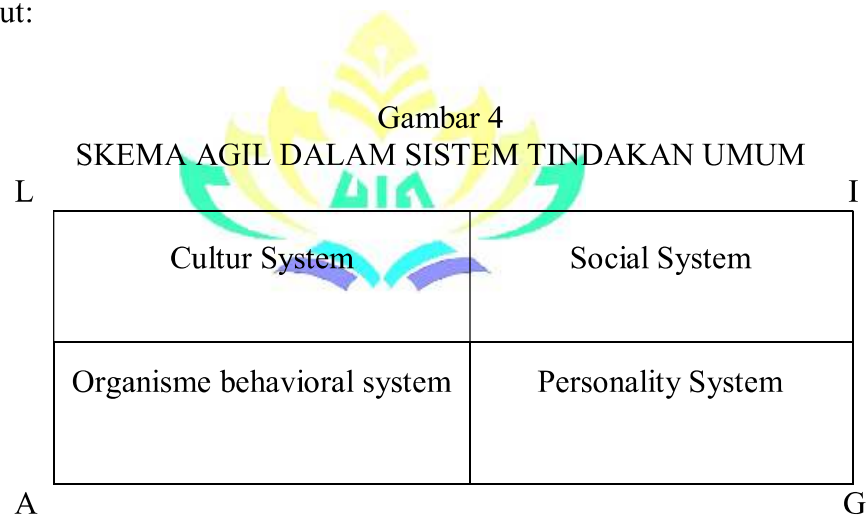 ut:
Gambar 4
SKEMA AGIL DALAM SISTEM TINDAKAN UMUM
L I
Cultur System Social System
Organisme behavioral system Personality System
A G